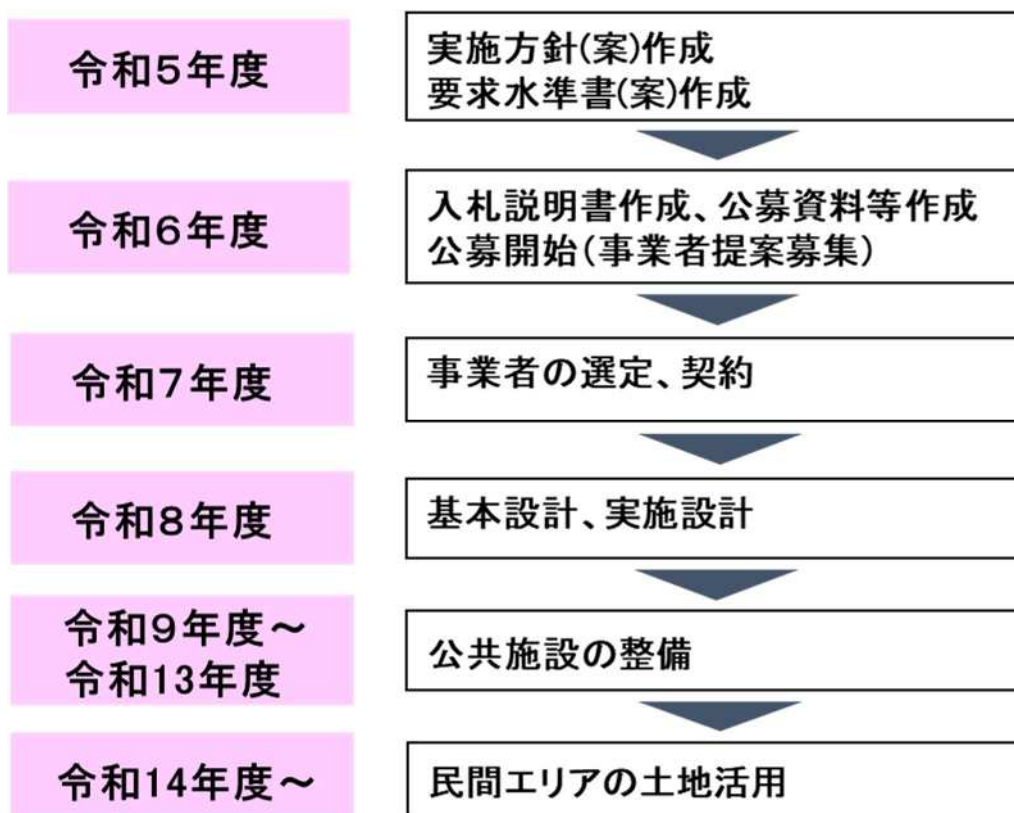 令和5年度
実施方針(案)作成
要求水準書(案)作成
令和6年度
入札説明書作成、公募資料等作成
公募開始(事業者提案募集)
令和7年度
事業者の選定、契約
令和8年度
基本設計、実施設計
令和9年度～
令和13年度
公共施設の整備
令和14年度～
民間エリアの土地活用